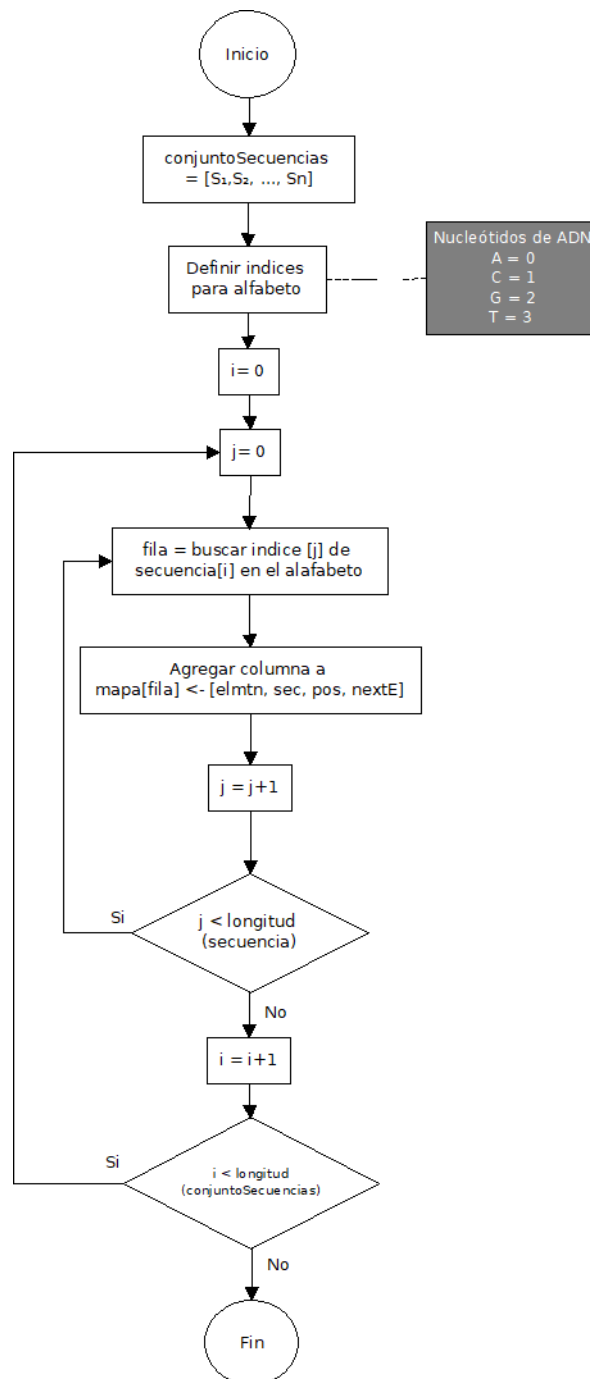 Inicio
conjuntoSecuencias
= [S₁,S₂, ..., Sn]
Definir indices
para alfabeto
Nucleótidos de ADN
A = 0
C = 1
G = 2
T = 3
i= 0
j= 0
fila = buscar indice [j] de
secuencia[i] en el alafabeto
Agregar columna a
mapa[fila] <- [elmtn, sec, pos, nextE]
j = j+1
j < longitud
(secuencia)
Si
No
i = i+1
i < longitud
(conjuntoSecuencias)
Si
No
Fin